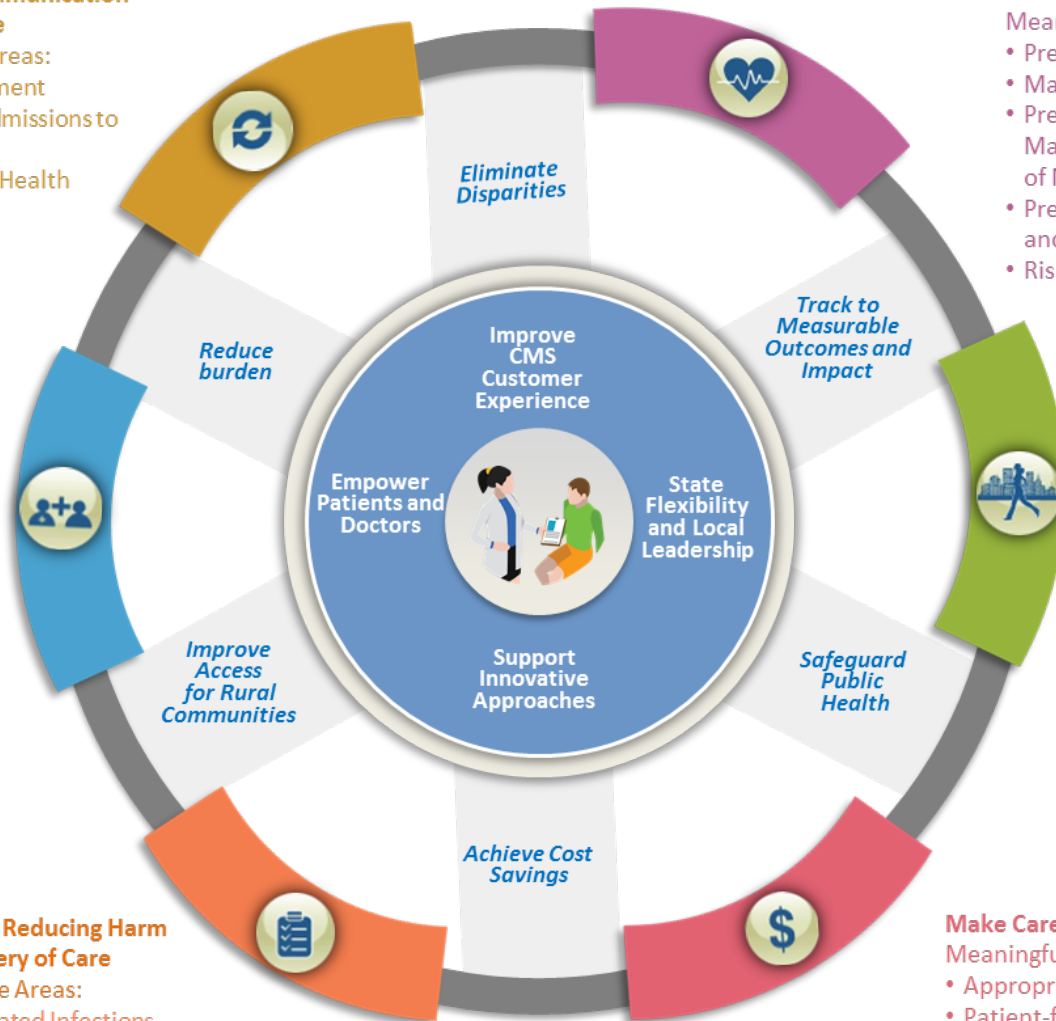 e
reas:
ment
dmissions to
Health
Mea
• Pre
• Ma
• Pre
Ma
of
• Pre
and
• Ris
Eliminate
Disparities
Track to
Measurable
Outcomes and
Impact
Reduce
burden
Improve
CMS
Customer
Experience
Empower
Patients and
Doctors
State
Flexibility
and Local
Leadership
Support
Innovative
Approaches
Improve
Access
for Rural
Communities
Safeguard
Public
Health
Achieve Cost
Savings
$
Reducing Harm
ery of Care
e Areas:
ated Infections
Make Care
Meaningfu
• Appropr
• Patient-f